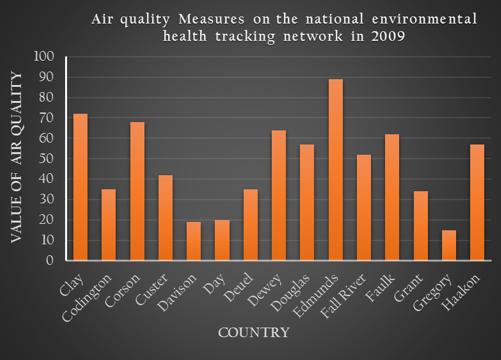 Air quality Measures on the national environmental
health tracking network in 2009
VALUE OF AIR QUALITY
100
90
80
70
60
50
40
30
20
10
0
Clay
Codington
Corson
Custer
Davison
Day
Deuel
Dewey
Douglas
Edmunds
Fall River
Faulk
Grant
Gregory
Haakon
COUNTRY